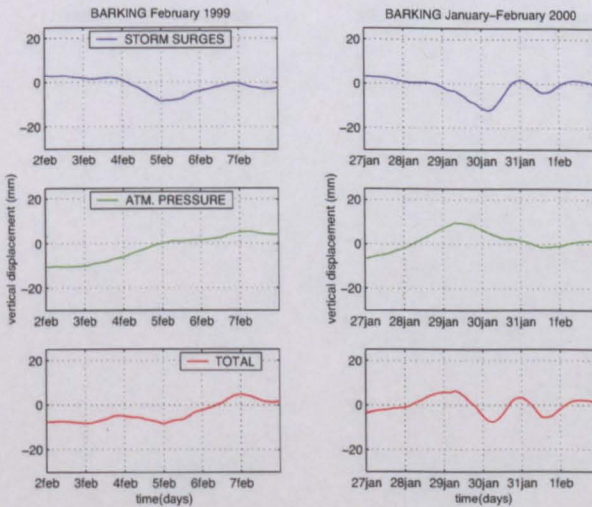 BARKING February 1999
STORM SURGES
20
0
−20
2feb 3feb 4feb 5feb 6feb 7feb
ATM. PRESSURE
20
0
−20
2feb 3feb 4feb 5feb 6feb 7feb
vertical displacement (mm)
TOTAL
20
0
−20
2feb 3feb 4feb 5feb 6feb 7feb
time(days)
BARKING January−February 2000
20
0
−20
27jan 28jan 29jan 30jan 31jan 1feb
20
0
−20
27jan 28jan 29jan 30jan 31jan 1feb
vertical displacement (mm)
20
0
−20
27jan 28jan 29jan 30jan 31jan 1feb
time(days)